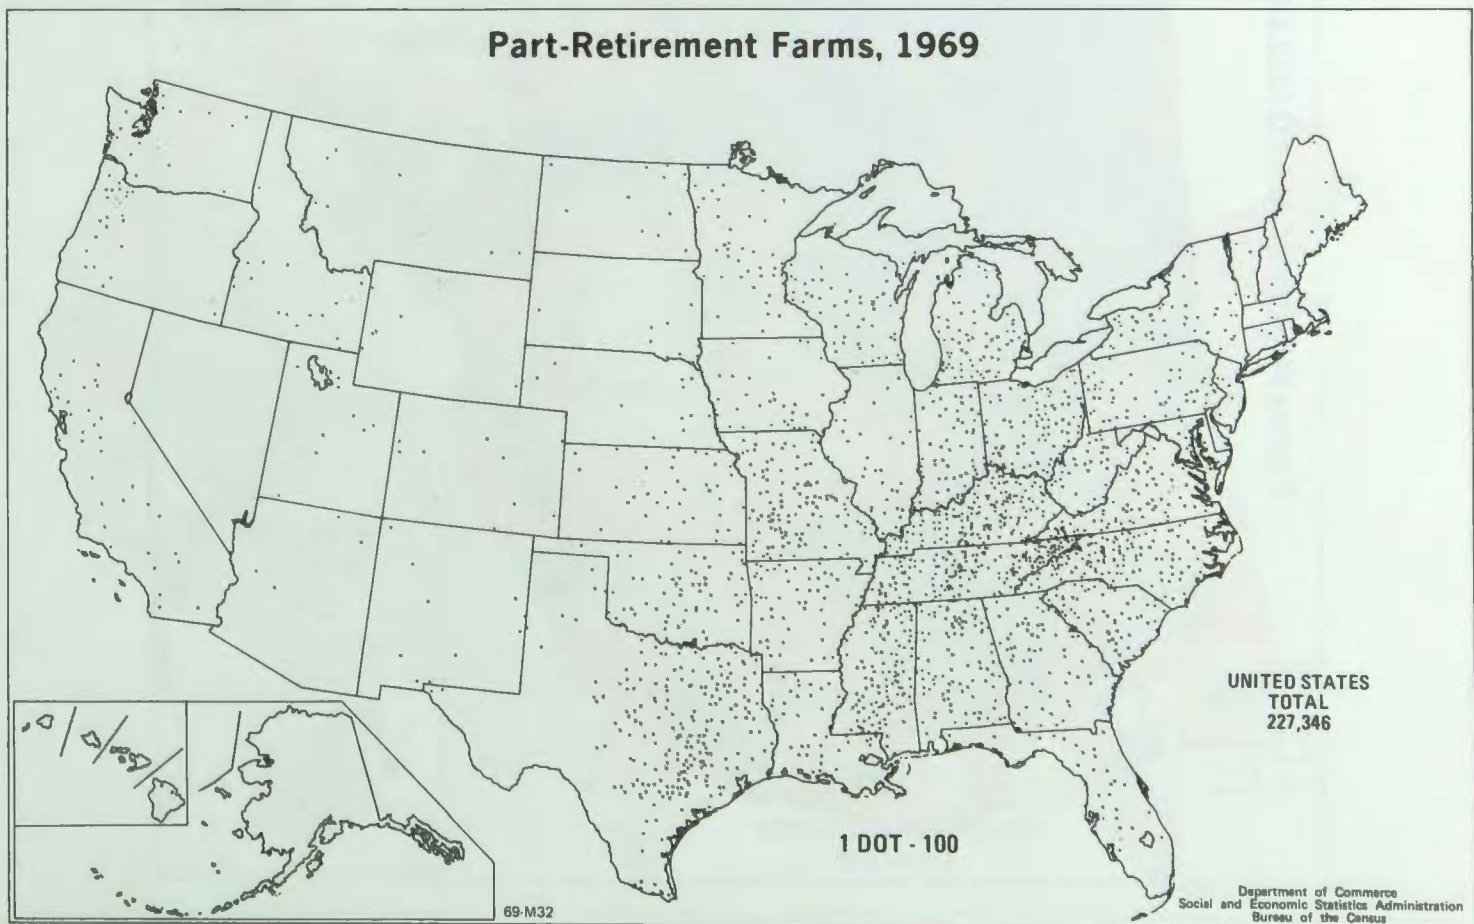 Part-Retirement Farms, 1969
UNITED STATES
TOTAL
227,346
1 DOT - 100
69-M32
Department of Commerce
Social and Economic Statistics Administration
Bureau of the Census